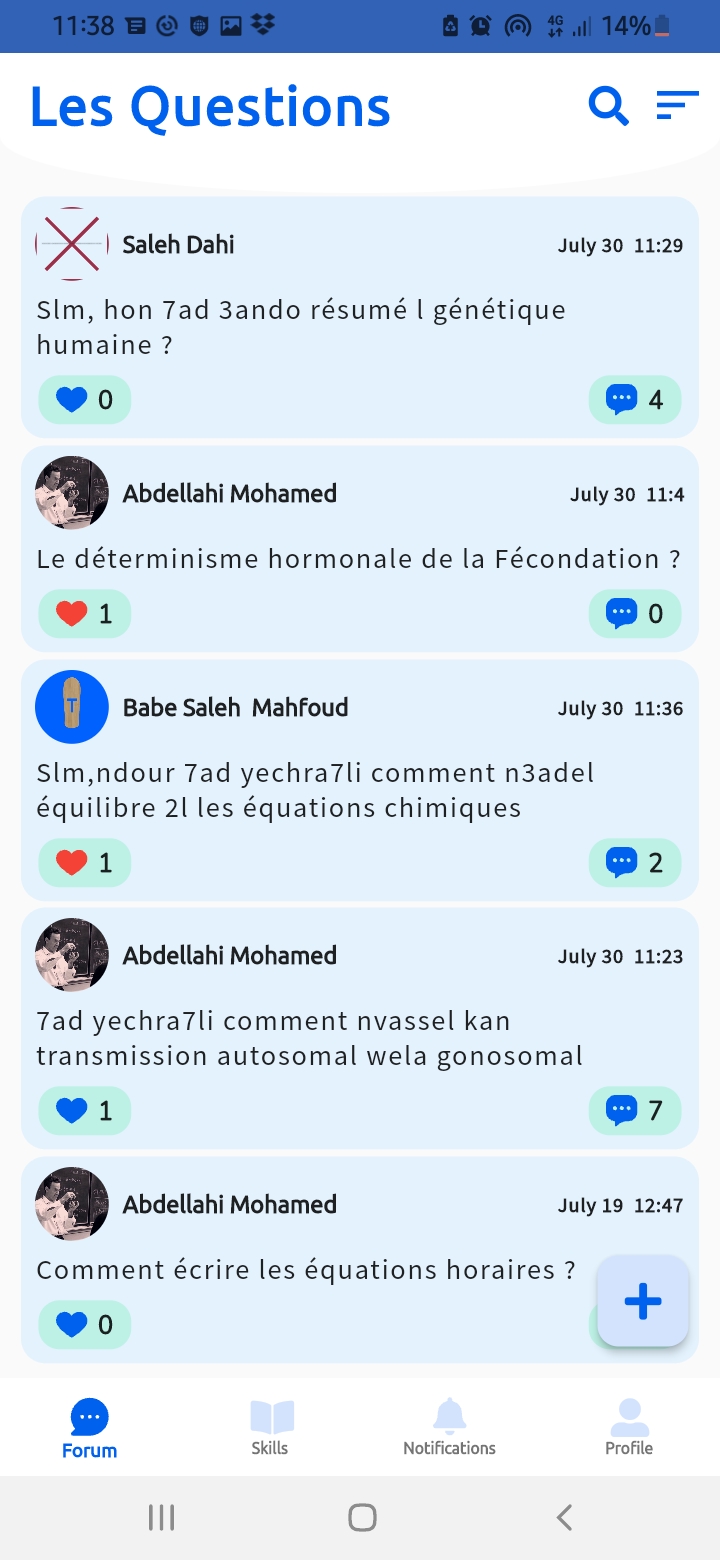 11:38 4G 14%
Les Questions
Saleh Dahi July 30 11:29
Slm, hon 7ad 3ando résumé l génétique
humaine ?
0 4
Abdellahi Mohamed July 30 11:4
Le déterminisme hormonale de la Fécondation ?
1 0
T
Babe Saleh Mahfoud July 30 11:36
Slm,ndour 7ad yechra7li comment n3adel
équilibre 2l les équations chimiques
1 2
Abdellahi Mohamed July 30 11:23
7ad yechra7li comment nvassel kan
transmission autosomal wela gonosomal
1 7
Abdellahi Mohamed July 19 12:47
Comment écrire les équations horaires ?
0
Forum Skills Notifications Profile